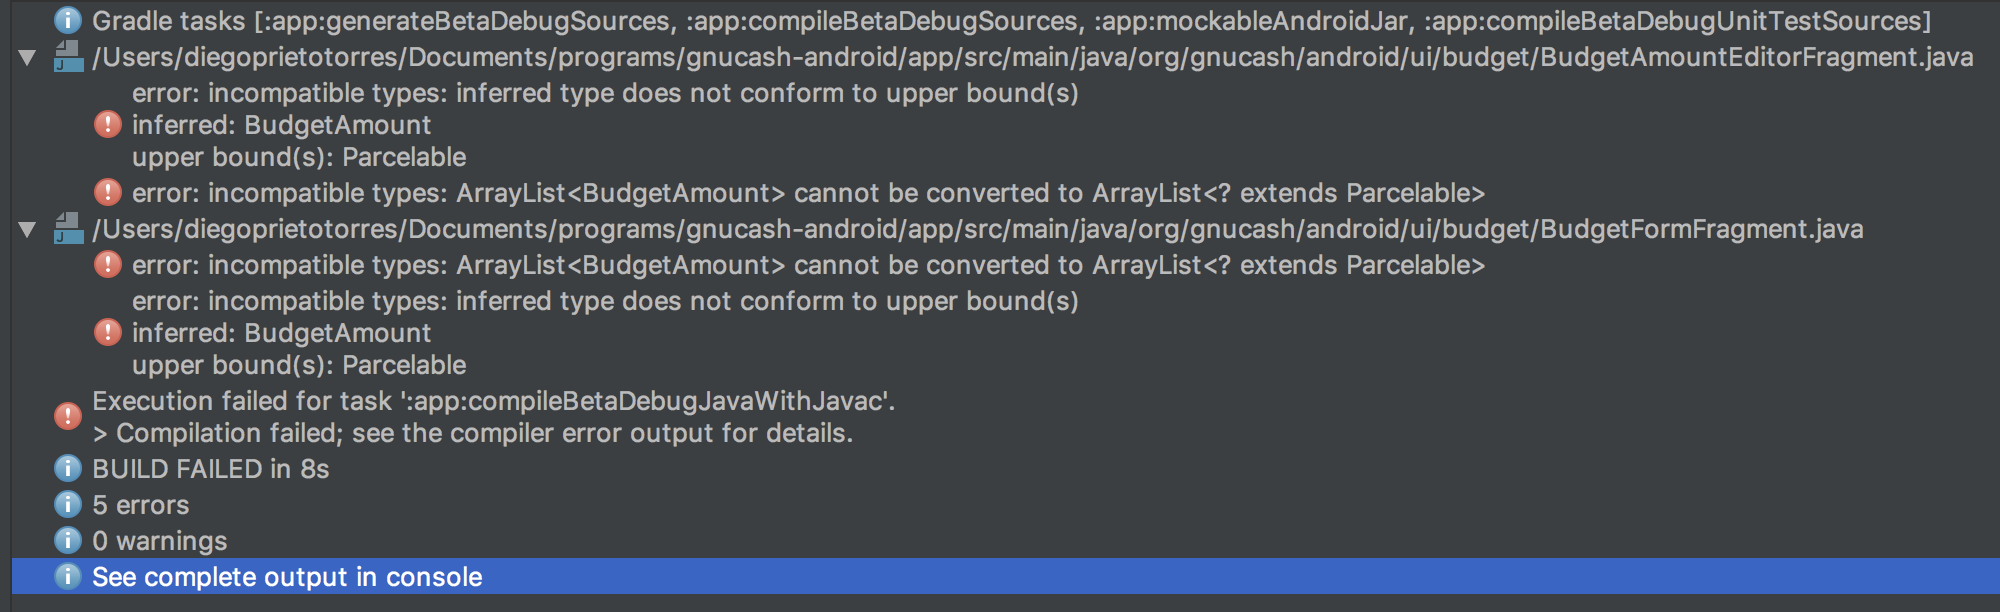 Gradle tasks [:app:generateBetaDebugSources, :app:compileBetaDebugSources, :app:mockableAndroidJar, :app:compileBetaDebugUnitTestSources]
/Users/diegoprietotorres/Documents/programs/gnucash-android/app/src/main/java/org/gnucash/android/ui/budget/BudgetAmountEditorFragment.java
error: incompatible types: inferred type does not conform to upper bound(s)
inferred: BudgetAmount
upper bound(s): Parcelable
error: incompatible types: ArrayList<BudgetAmount> cannot be converted to ArrayList<? extends Parcelable>
/Users/diegoprietotorres/Documents/programs/gnucash-android/app/src/main/java/org/gnucash/android/ui/budget/BudgetFormFragment.java
error: incompatible types: ArrayList<BudgetAmount> cannot be converted to ArrayList<? extends Parcelable>
error: incompatible types: inferred type does not conform to upper bound(s)
inferred: BudgetAmount
upper bound(s): Parcelable
Execution failed for task ':app:compileBetaDebugJavaWithJavac'.
> Compilation failed; see the compiler error output for details.
BUILD FAILED in 8s
5 errors
0 warnings
See complete output in console